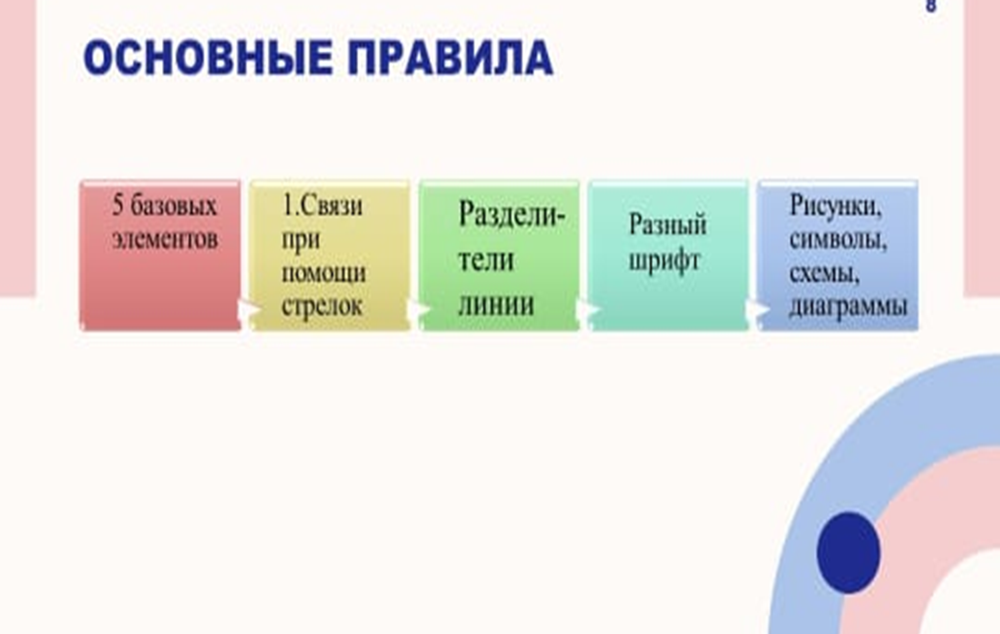 8
ОСНОВНЫЕ ПРАВИЛА
5 базовых
элементов
1.Связи
при
помощи
стрелок
Раздели-
тели
линии
Разный
шрифт
Рисунки,
символы,
схемы,
диаграммы